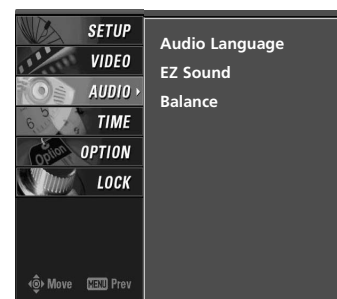 SETUP
VIDEO
AUDIO
TIME
OPTION
LOCK
Move MENU Prev
Audio Language
EZ Sound
Balance